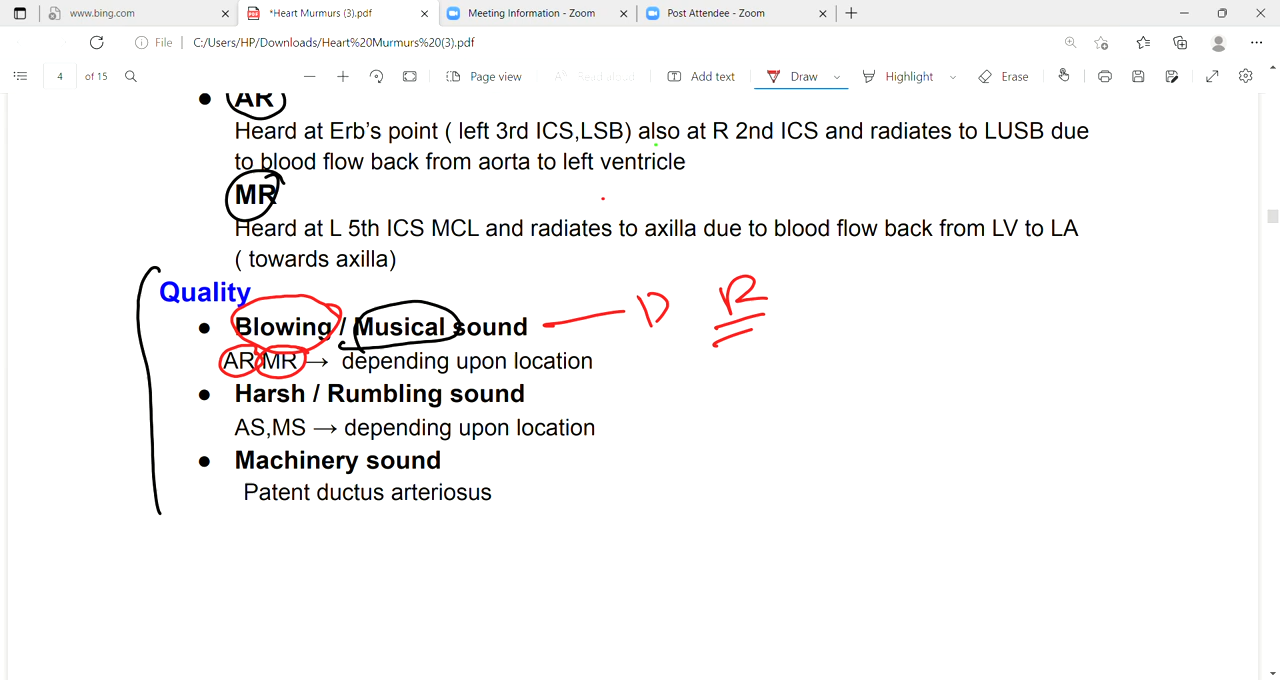 www.bing.com
*Heart Murmurs (3).pdf
Meeting Information - Zoom
Post Attendee - Zoom
File
C:/Users/HP/Downloads/Heart%20Murmurs%20(3).pdf
4 of 15
Page view
Read aloud
Add text
Draw
Highlight
Erase
● AR
Heard at Erb’s point ( left 3rd ICS,LSB) also at R 2nd ICS and radiates to LUSB due
to blood flow back from aorta to left ventricle
MR
Heard at L 5th ICS MCL and radiates to axilla due to blood flow back from LV to LA
( towards axilla)
Quality
● Blowing / Musical sound
R
AR MR → depending upon location
● Harsh / Rumbling sound
AS,MS → depending upon location
● Machinery sound
Patent ductus arteriosus